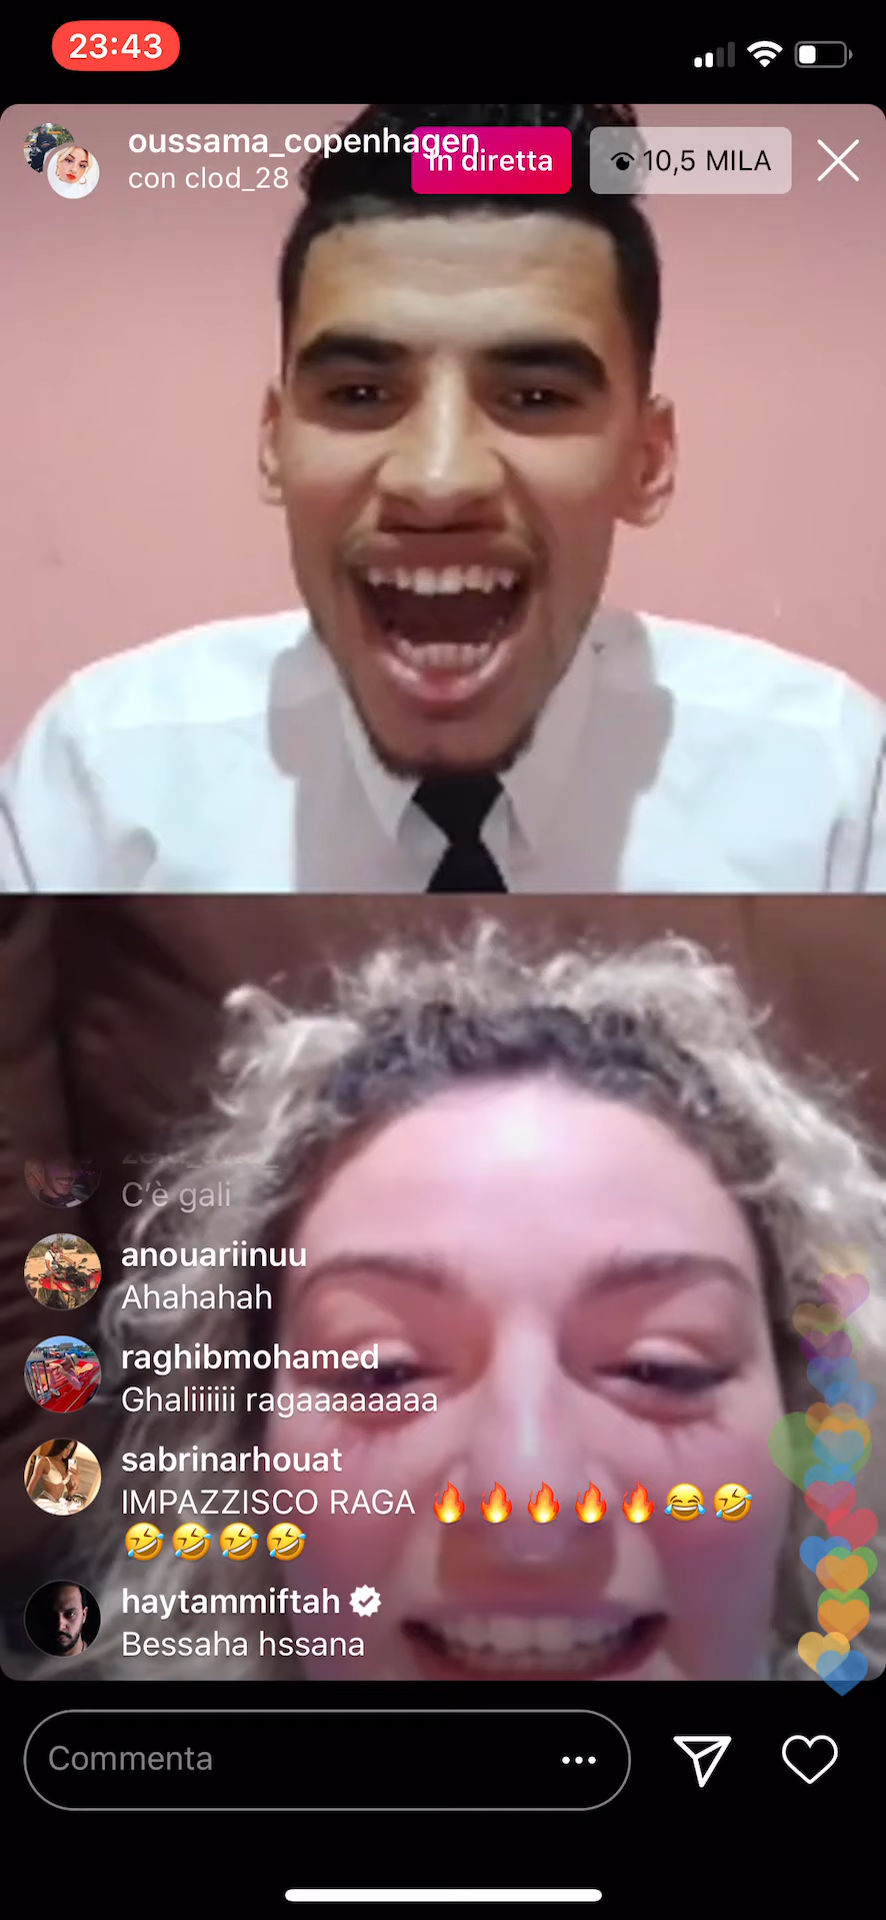 23:43
oussama_copenhagen
In diretta
10,5 MILA
con clod_28
C'è gali
anouariinuu
Ahahahah
raghibmohamed
Ghaliiiiiii ragaaaaaaaa
sabrinarhouat
IMPAZZISCO RAGA 🔥🔥🔥🔥🔥😂🤣
🤣🤣🤣🤣
haytammiftah
Bessaha hssana
Commenta